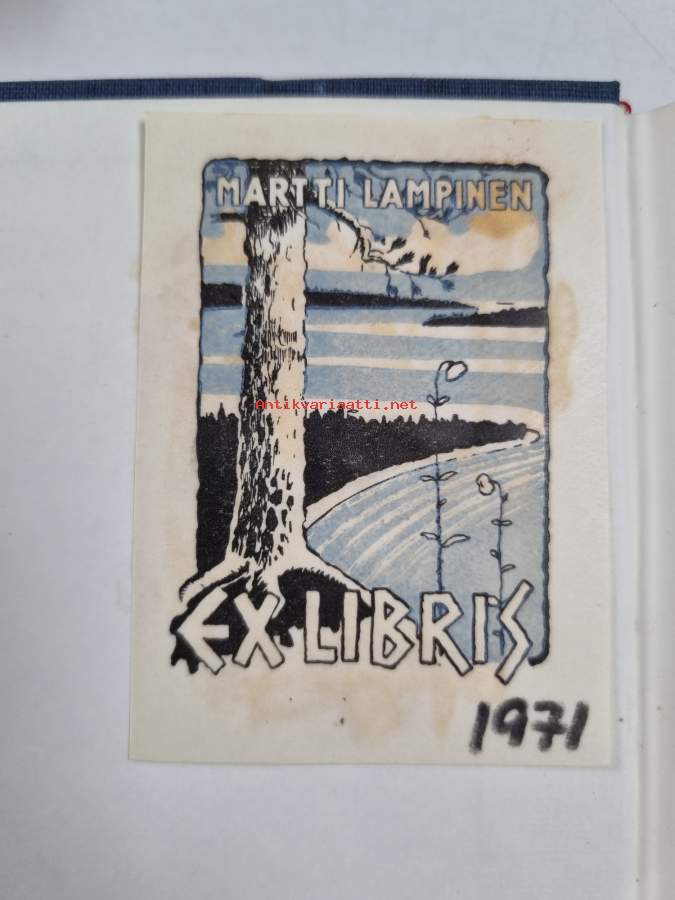 MARTTI LAMPINEN
Antikvariaatti.net
EX LIBRIS
1971